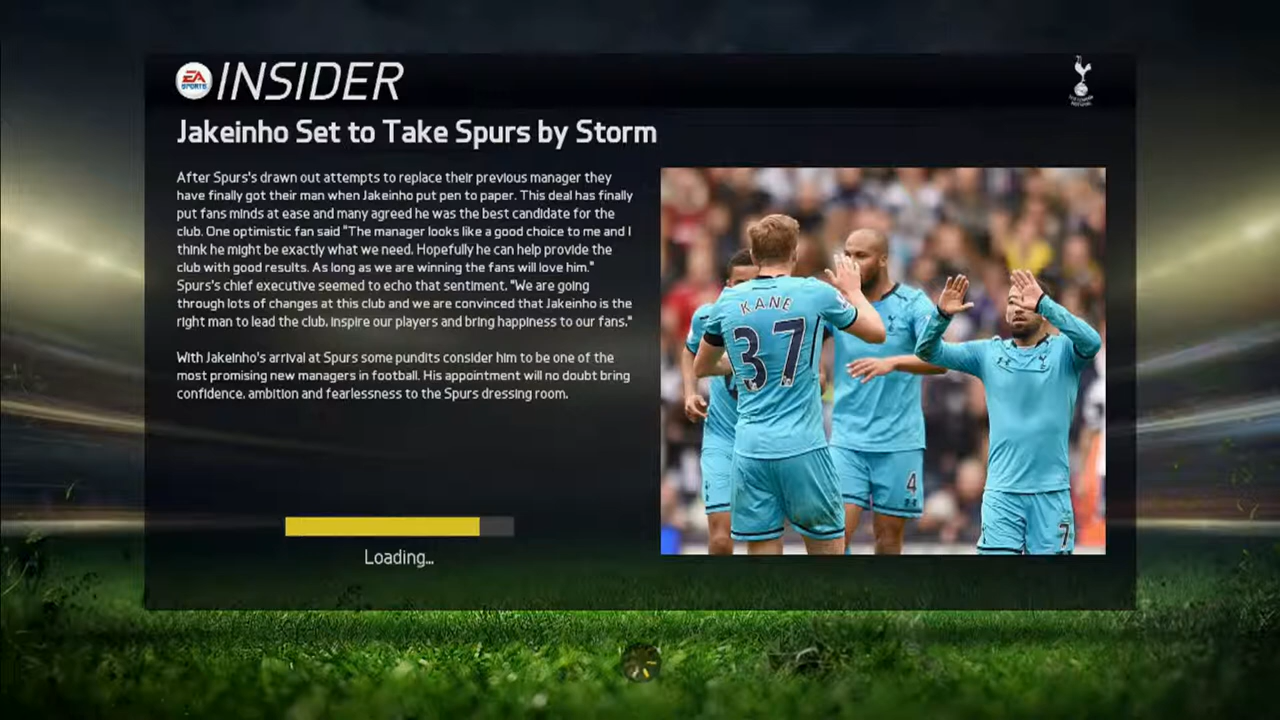 EA
SPORTS
INSIDER
Jakeinho Set to Take Spurs by Storm
After Spurs's drawn out attempts to replace their previous manager they
have finally got their man when Jakeinho put pen to paper. This deal has finally
put fans minds at ease and many agreed he was the best candidate for the
club. One optimistic fan said "The manager looks like a good choice to me and I
think he might be exactly what we need. Hopefully he can help provide the
club with good results. As long as we are winning the fans will love him."
Spurs's chief executive seemed to echo that sentiment. "We are going
through lots of changes at this club and we are convinced that Jakeinho is the
right man to lead the club, inspire our players and bring happiness to our fans."
With Jakeinho's arrival at Spurs some pundits consider him to be one of the
most promising new managers in football. His appointment will no doubt bring
confidence, ambition and fearlessness to the Spurs dressing room.
Loading...
KANE
37
4
7